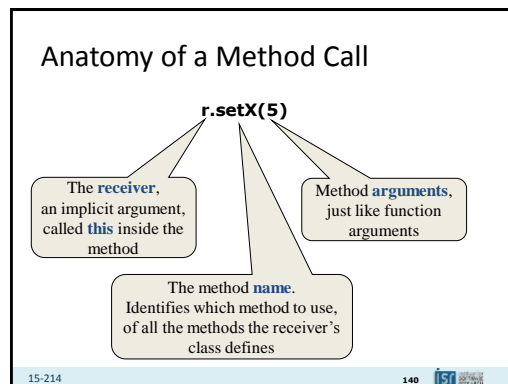 Anatomy of a Method Call
r.setX(5)
The receiver,
an implicit argument,
called this inside the
method
Method arguments,
just like function
arguments
The method name.
Identifies which method to use,
of all the methods the receiver's
class defines
15-214
140
isr